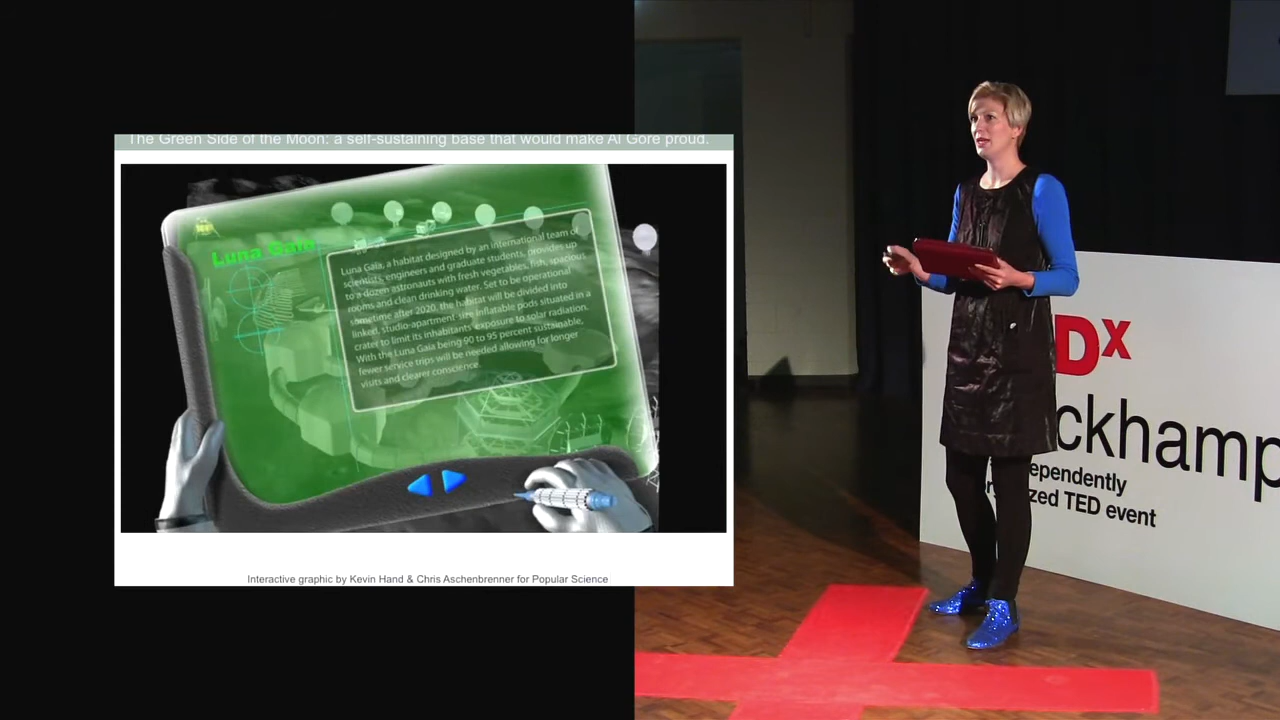 The Green Side of the Moon: a self-sustaining base that would make Al Gore proud.
Luna Gaia
Luna Gaia, a habitat designed by an international team of
scientists, engineers and graduate students, provides up
to a dozen astronauts with fresh vegetables, fish, spacious
rooms and clean drinking water. Set to be operational
sometime after 2020, the habitat will be divided into
linked, studio-apartment-size inflatable pods situated in a
crater to limit its inhabitants' exposure to solar radiation.
With the Luna Gaia being 90 to 95 percent sustainable,
fewer service trips will be needed allowing for longer
visits and clearer conscience.
Interactive graphic by Kevin Hand & Chris Aschenbrenner for Popular Science
Dx
ckhamp
ependently
zed TED event